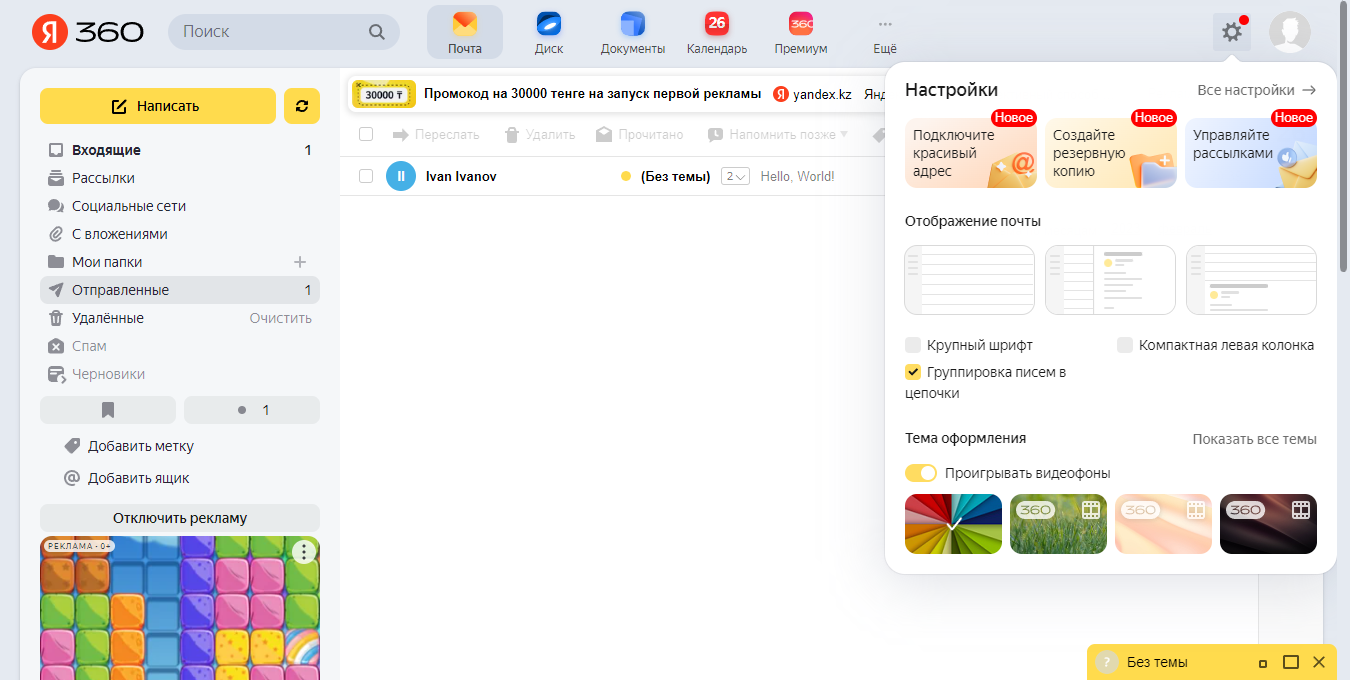 Я 360
Поиск
Почта
Диск
Документы
26
Календарь
360
Премиум
Ещё
Написать
Входящие 1
Рассылки
Социальные сети
С вложениями
Мои папки
Отправленные 1
Удалённые Очистить
Спам
Черновики
1
Добавить метку
Добавить ящик
Отключить рекламу
РЕКЛАМА • 0+
30000 ₸ Промокод на 30000 тенге на запуск первой рекламы Я yandex.kz Янд
Переслать Удалить Прочитано Напомнить позже
II Ivan Ivanov (Без темы) 2 Hello, World!
Настройки Все настройки
Новое
Подключите
красивый
адрес
Новое
Создайте
резервную
копию
Новое
Управляйте
рассылками
Отображение почты
Крупный шрифт Компактная левая колонка
Группировка писем в
цепочки
Тема оформления Показать все темы
Проигрывать видеофоны
360 360 360
? Без темы